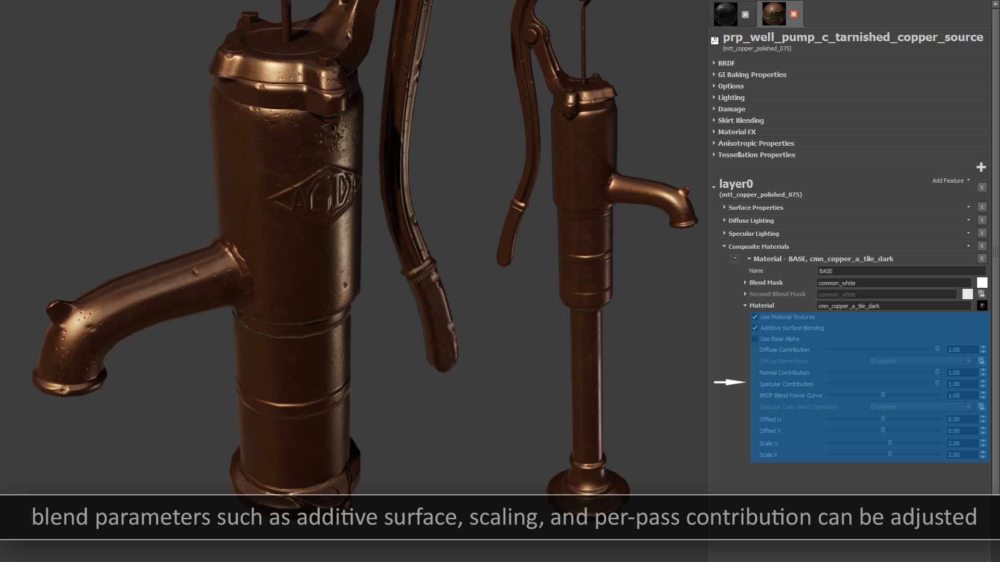 prp_well_pump_c_tarnished_copper_source
(mtt_copper_polished_075)
BRDF
GI Baking Properties
Options
Lighting
Damage
Skirt Blending
Material FX
Anisotropic Properties
Tessellation Properties
layer0
Add Feature
X
(mtt_copper_polished_075)
Surface Properties X
Diffuse Lighting X
Specular Lighting X
Composite Materials X
Material - BASE, cmn_copper_a_tile_dark X
Name BASE
Blend Mask common_white
Second Blend Mask common_white
Material cmn_copper_a_tile_dark
Use Material Textures
Additive Surface Blending
Use Base Alpha
Diffuse Contribution 1.00
Diffuse Blend Mode Overwrite
Normal Contribution 1.00
Specular Contribution 1.00
BRDF Blend Power Curve 1.00
Specular Color Blend Operation Overwrite
Offset U 0.00
Offset V 0.00
Scale U 2.00
Scale V 2.00
blend parameters such as additive surface, scaling, and per-pass contribution can be adjusted